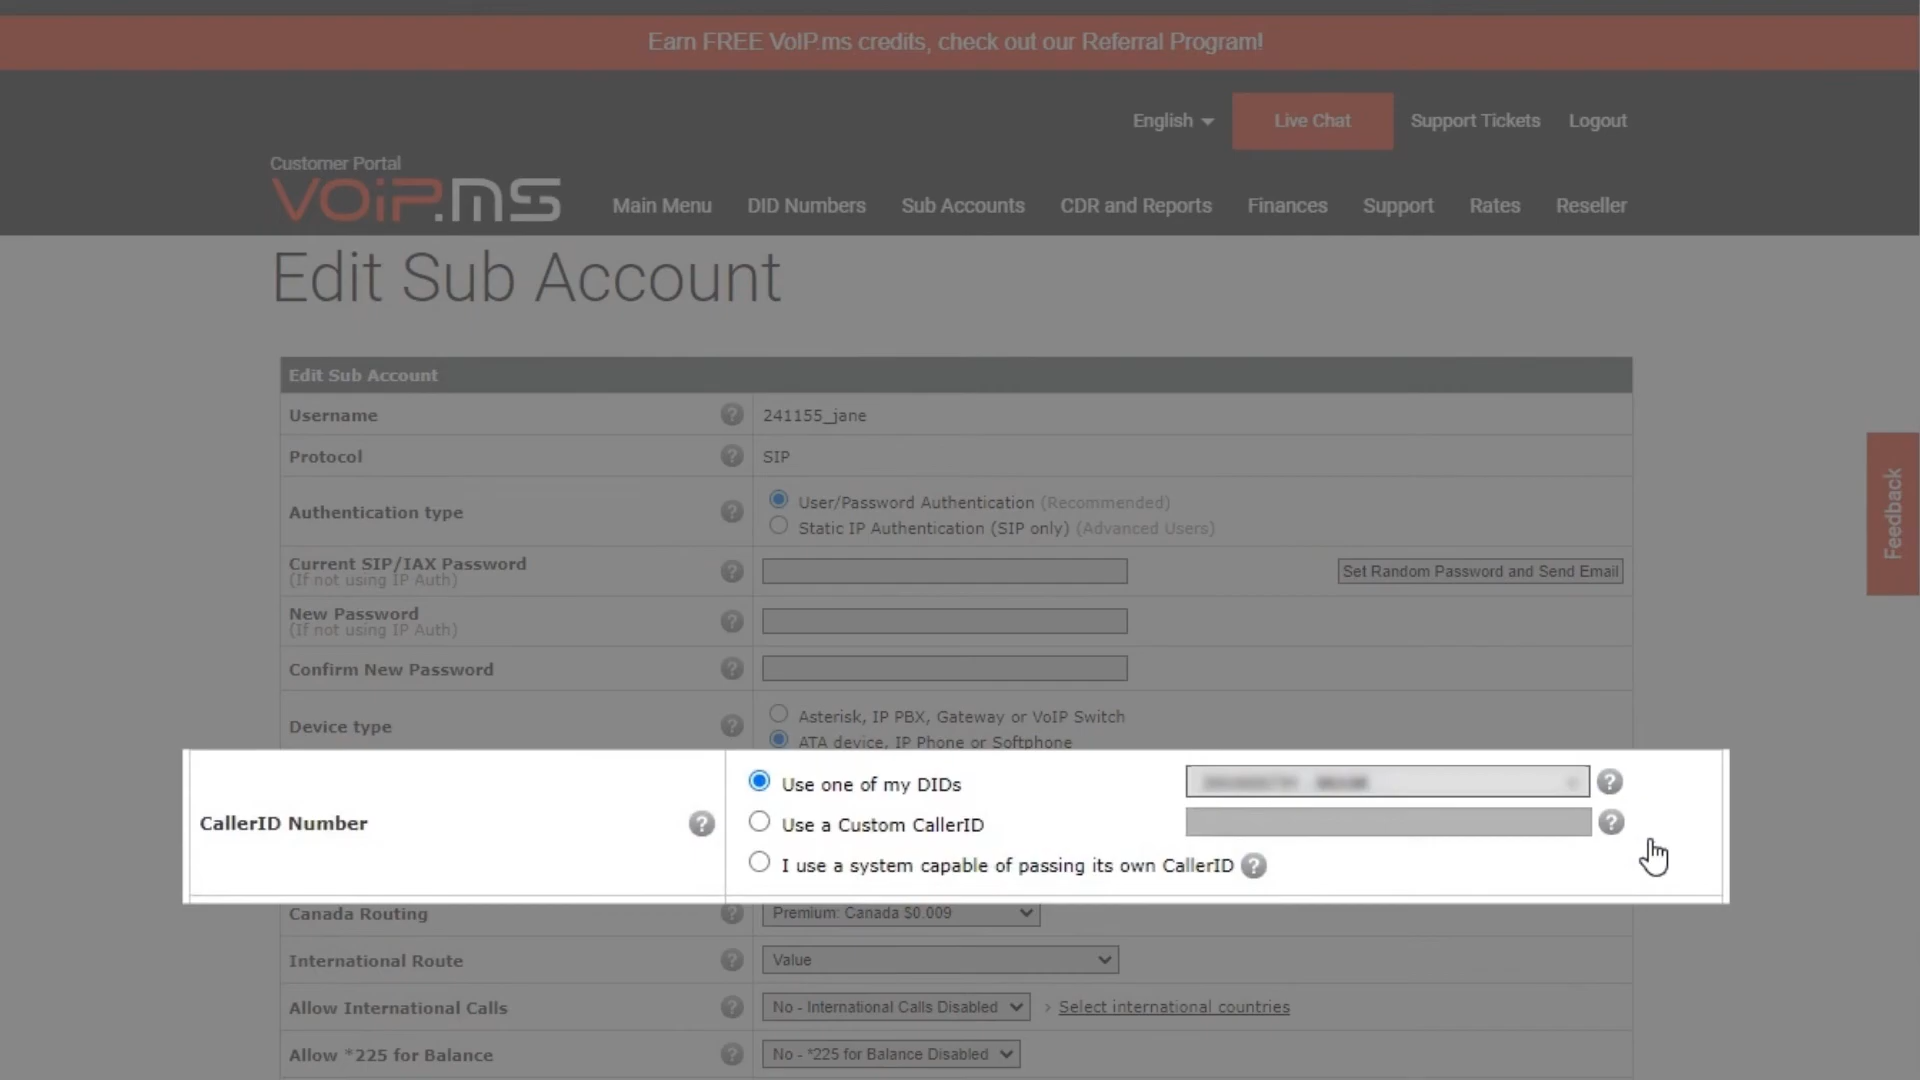 Earn FREE VoIP.ms credits, check out our Referral Program!
English
Live Chat
Support Tickets
Logout
Customer Portal
VOiP.MS
Main Menu
DID Numbers
Sub Accounts
CDR and Reports
Finances
Support
Rates
Reseller
Edit Sub Account
Edit Sub Account
Username
?
241155_jane
Protocol
?
SIP
Authentication type
?
User/Password Authentication (Recommended)
Static IP Authentication (SIP only) (Advanced Users)
Current SIP/IAX Password
(If not using IP Auth)
?
Set Random Password and Send Email
New Password
(If not using IP Auth)
?
Confirm New Password
?
Device type
?
Asterisk, IP PBX, Gateway or VoIP Switch
ATA device, IP Phone or Softphone
CallerID Number
?
Use one of my DIDs
?
Use a Custom CallerID
?
I use a system capable of passing its own CallerID ?
Canada Routing
?
Premium: Canada $0.009
International Route
?
Value
Allow International Calls
?
No - International Calls Disabled
› Select international countries
Allow *225 for Balance
?
No - *225 for Balance Disabled
Feedback